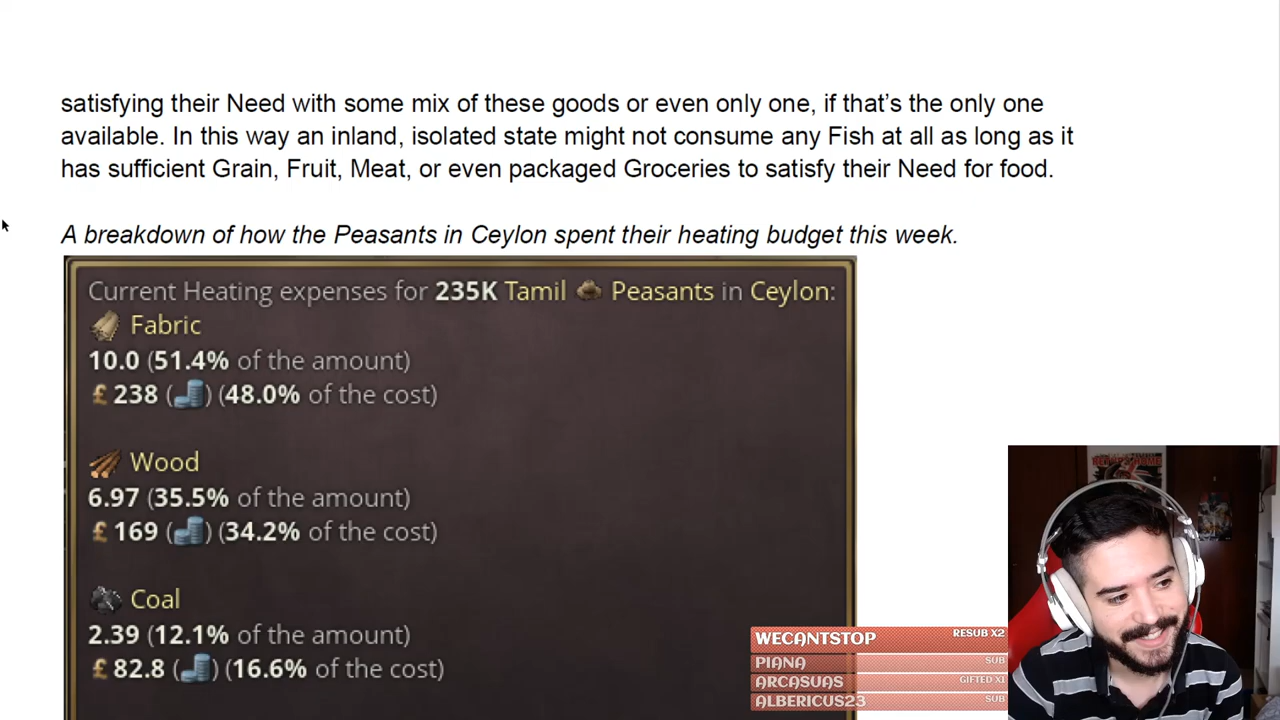 satisfying their Need with some mix of these goods or even only one, if that’s the only one
available. In this way an inland, isolated state might not consume any Fish at all as long as it
has sufficient Grain, Fruit, Meat, or even packaged Groceries to satisfy their Need for food.
A breakdown of how the Peasants in Ceylon spent their heating budget this week.
Current Heating expenses for 235K Tamil Peasants in Ceylon:
Fabric
10.0 (51.4% of the amount)
£ 238 ( ) (48.0% of the cost)
Wood
6.97 (35.5% of the amount)
£ 169 ( ) (34.2% of the cost)
Coal
2.39 (12.1% of the amount)
£ 82.8 ( ) (16.6% of the cost)
WECANTSTOP RESUB X2
PIANA SUB
ARCASUAS GIFTED X1
ALBERICUS23 SUB